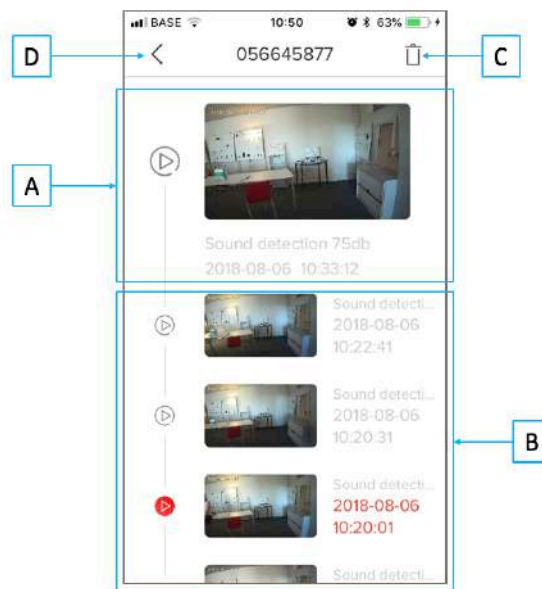 BASE 10:50 63%
D 056645877 C
A
Sound detection 75db
2018-08-06 10:33:12
Sound detecti...
2018-08-06
10:22:41
Sound detecti...
2018-08-06
10:20:31
B
Sound detecti...
2018-08-06
10:20:01
Sound detecti...